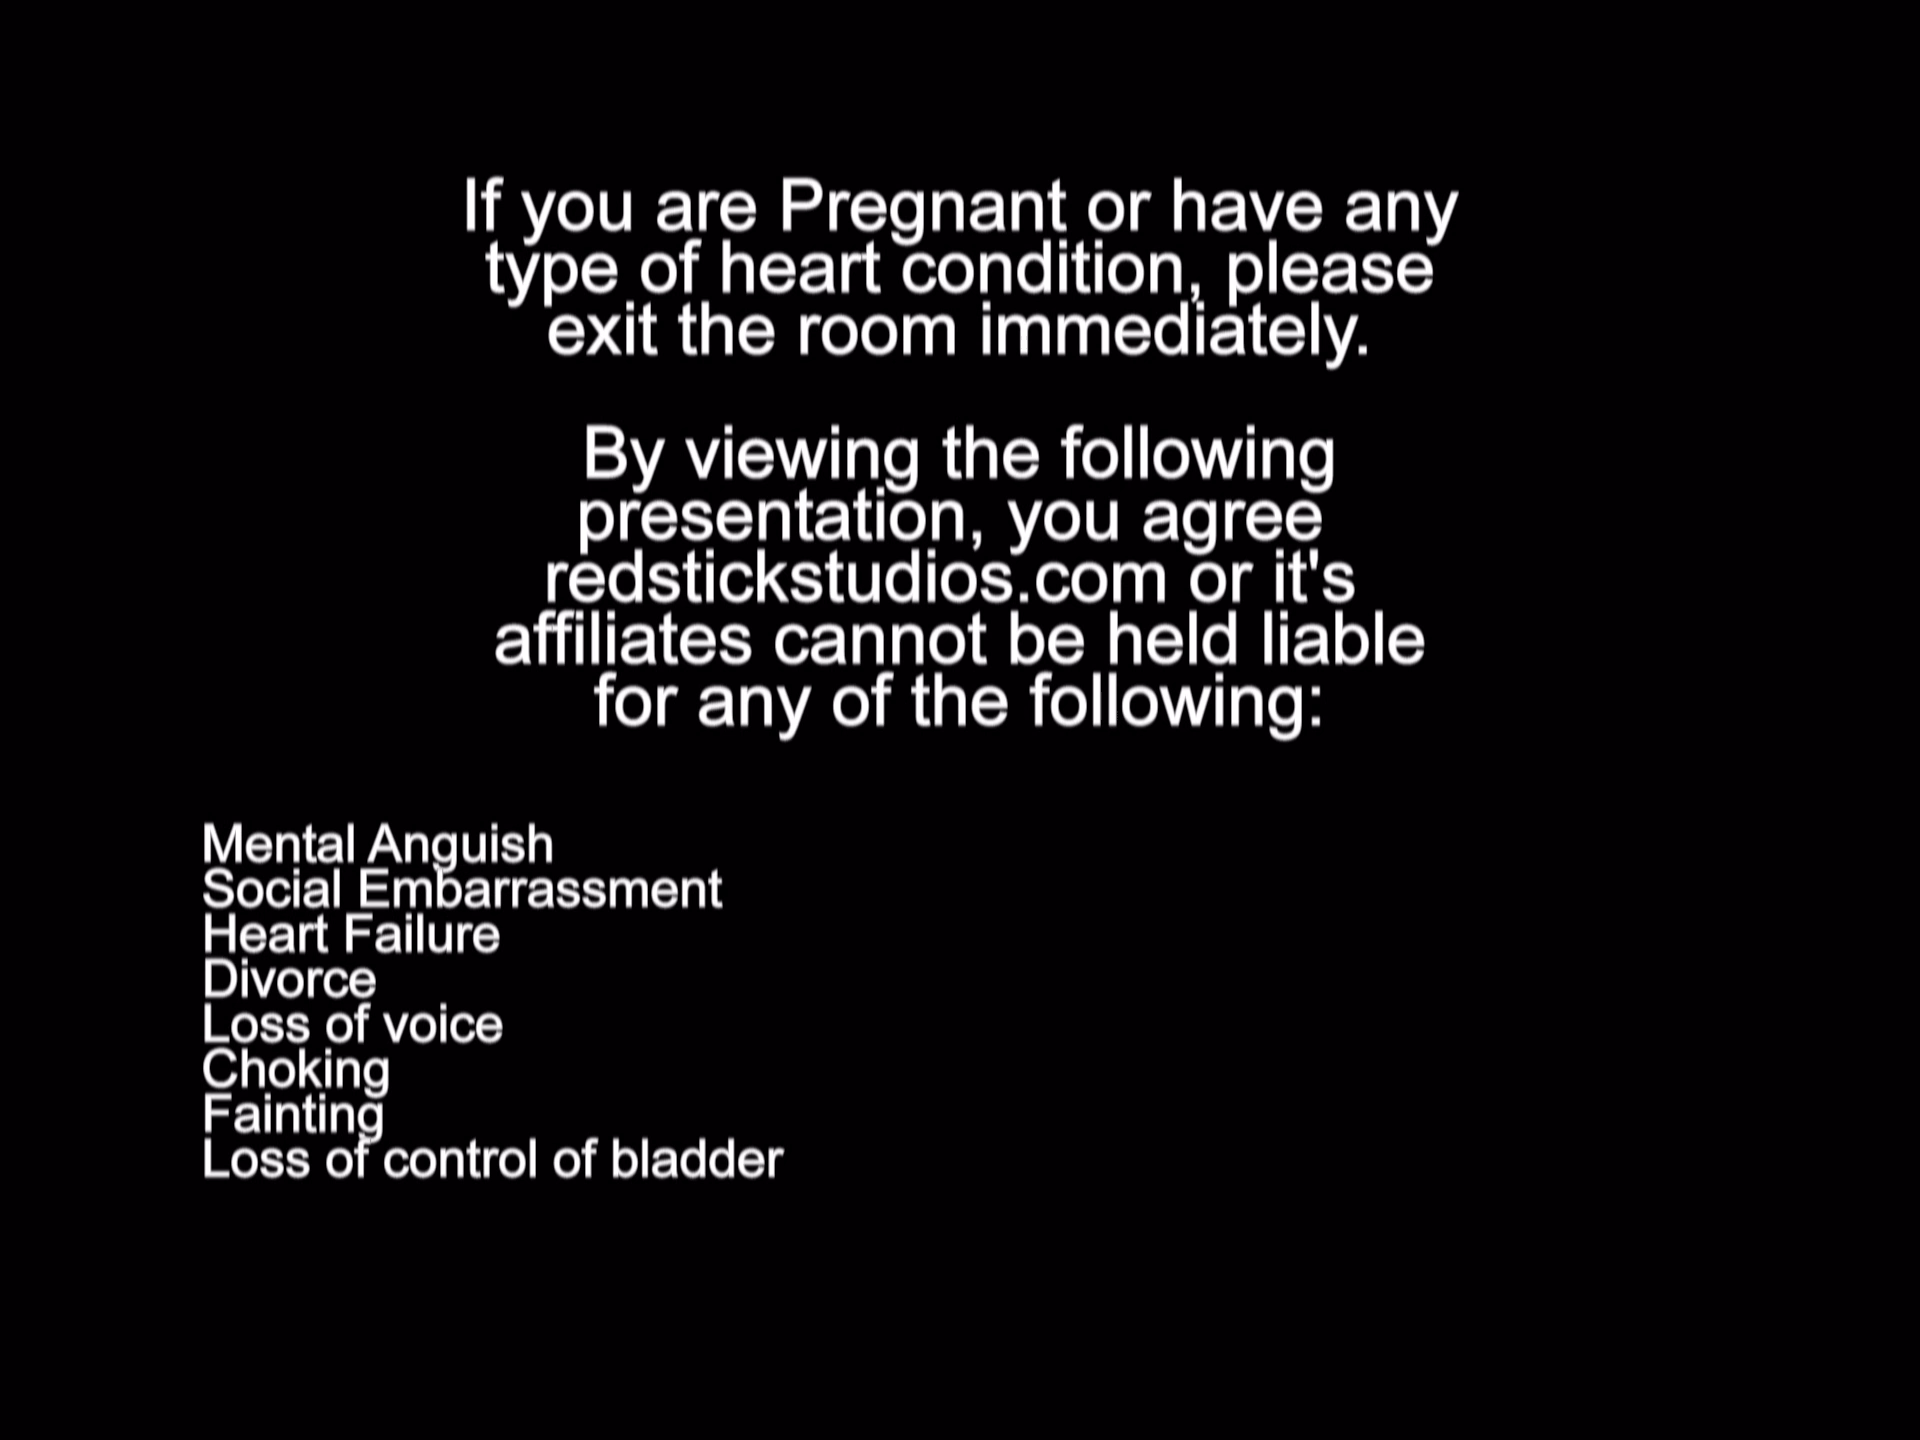 If you are Pregnant or have any
type of heart condition, please
exit the room immediately.
By viewing the following
presentation, you agree
redstickstudios.com or it's
affiliates cannot be held liable
for any of the following:
Mental Anguish
Social Embarrassment
Heart Failure
Divorce
Loss of voice
Choking
Fainting
Loss of control of bladder